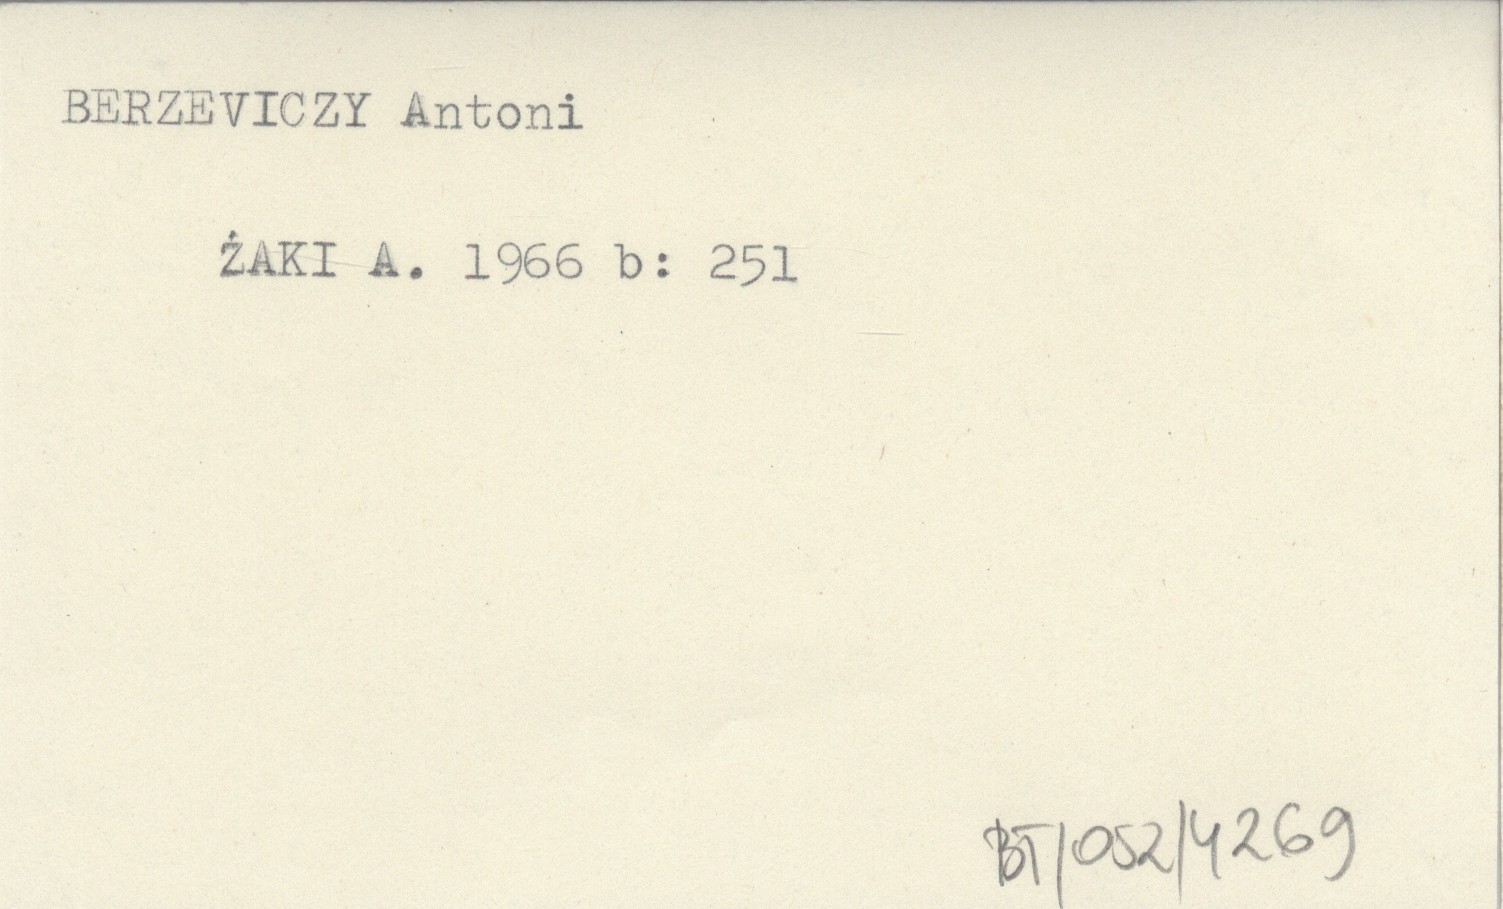 BERZEVICZY Antoni
ŻAKI A. 1966 b: 251
BT/052/4269